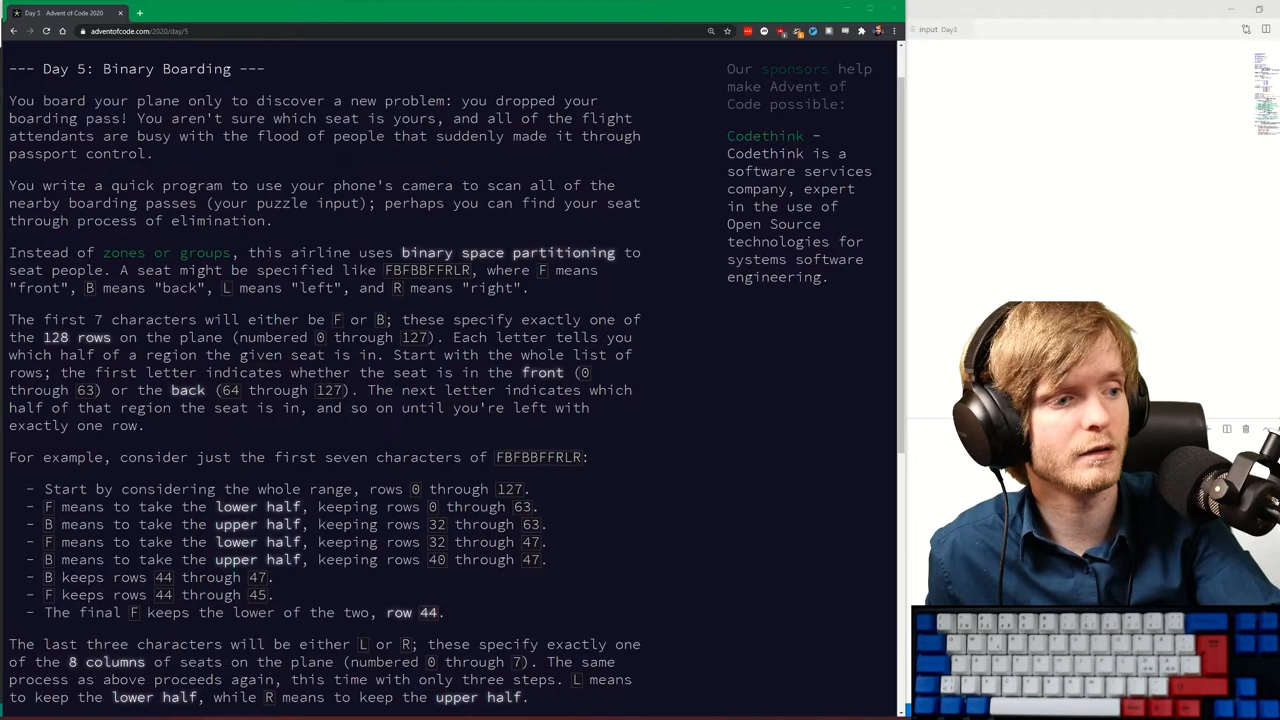 Day 5 - Advent of Code 2020
adventofcode.com/2020/day/5
input Day3
--- Day 5: Binary Boarding ---
You board your plane only to discover a new problem: you dropped your
boarding pass! You aren't sure which seat is yours, and all of the flight
attendants are busy with the flood of people that suddenly made it through
passport control.
You write a quick program to use your phone's camera to scan all of the
nearby boarding passes (your puzzle input); perhaps you can find your seat
through process of elimination.
Instead of zones or groups, this airline uses binary space partitioning to
seat people. A seat might be specified like FBFBBFFRLR, where F means
"front", B means "back", L means "left", and R means "right".
The first 7 characters will either be F or B; these specify exactly one of
the 128 rows on the plane (numbered 0 through 127). Each letter tells you
which half of a region the given seat is in. Start with the whole list of
rows; the first letter indicates whether the seat is in the front (0
through 63) or the back (64 through 127). The next letter indicates which
half of that region the seat is in, and so on until you're left with
exactly one row.
For example, consider just the first seven characters of FBFBBFFRLR:
- Start by considering the whole range, rows 0 through 127.
- F means to take the lower half, keeping rows 0 through 63.
- B means to take the upper half, keeping rows 32 through 63.
- F means to take the lower half, keeping rows 32 through 47.
- B means to take the upper half, keeping rows 40 through 47.
- B keeps rows 44 through 47.
- F keeps rows 44 through 45.
- The final F keeps the lower of the two, row 44.
The last three characters will be either L or R; these specify exactly one
of the 8 columns of seats on the plane (numbered 0 through 7). The same
process as above proceeds again, this time with only three steps. L means
to keep the lower half, while R means to keep the upper half.
Our sponsors help
make Advent of
Code possible:
Codethink -
Codethink is a
software services
company, expert
in the use of
Open Source
technologies for
systems software
engineering.